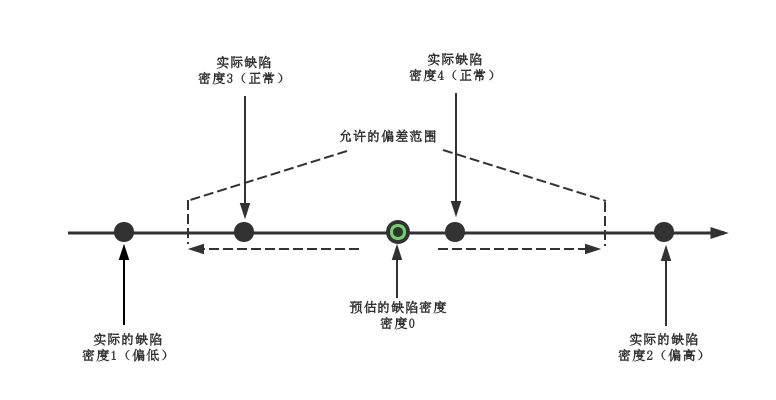 实际缺陷
密度3（正常）
实际缺陷
密度4（正常）
允许的偏差范围
预估的缺陷密度
密度0
实际的缺陷
密度1（偏低）
实际的缺陷
密度2（偏高）